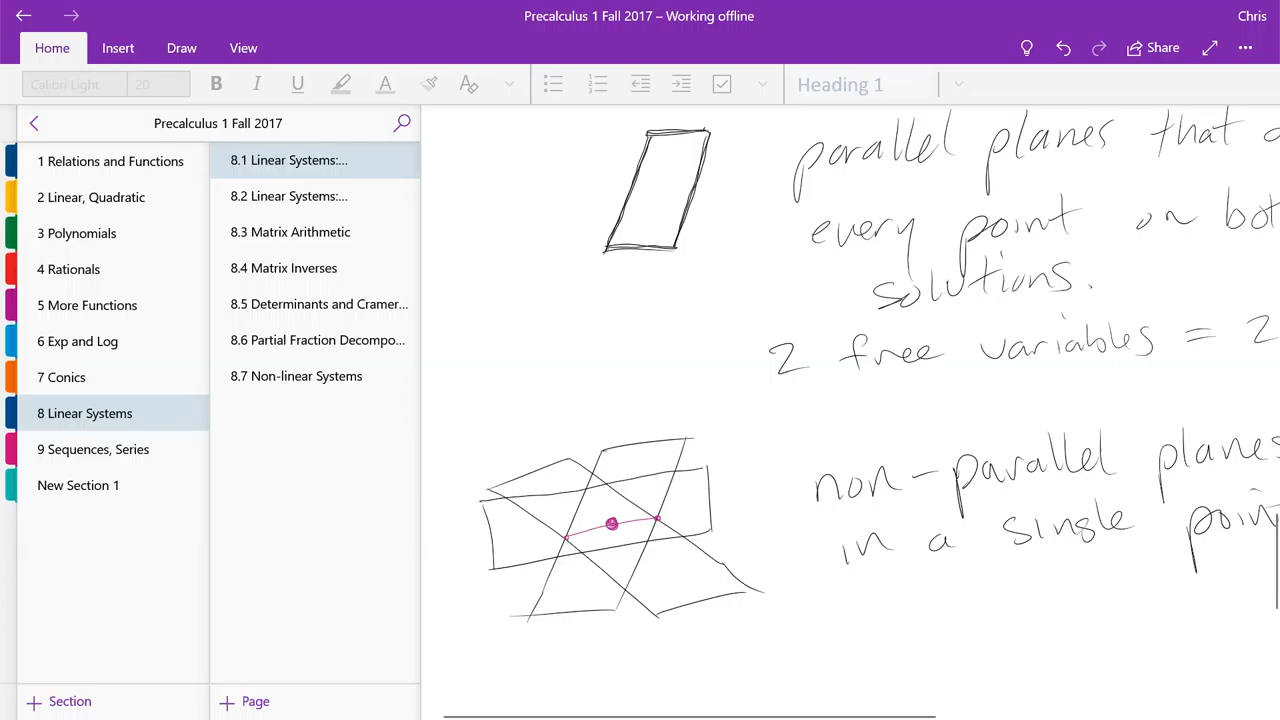 Precalculus 1 Fall 2017 – Working offline
Chris
Home Insert Draw View
Share
Calibri Light 20 B I U A Heading 1
Precalculus 1 Fall 2017
1 Relations and Functions
2 Linear, Quadratic
3 Polynomials
4 Rationals
5 More Functions
6 Exp and Log
7 Conics
8 Linear Systems
9 Sequences, Series
New Section 1
8.1 Linear Systems:...
8.2 Linear Systems:...
8.3 Matrix Arithmetic
8.4 Matrix Inverses
8.5 Determinants and Cramer...
8.6 Partial Fraction Decompo...
8.7 Non-linear Systems
parallel planes that
every point on bot
solutions.
2 free variables = 2
non-parallel planes
in a single poin
+ Section
+ Page